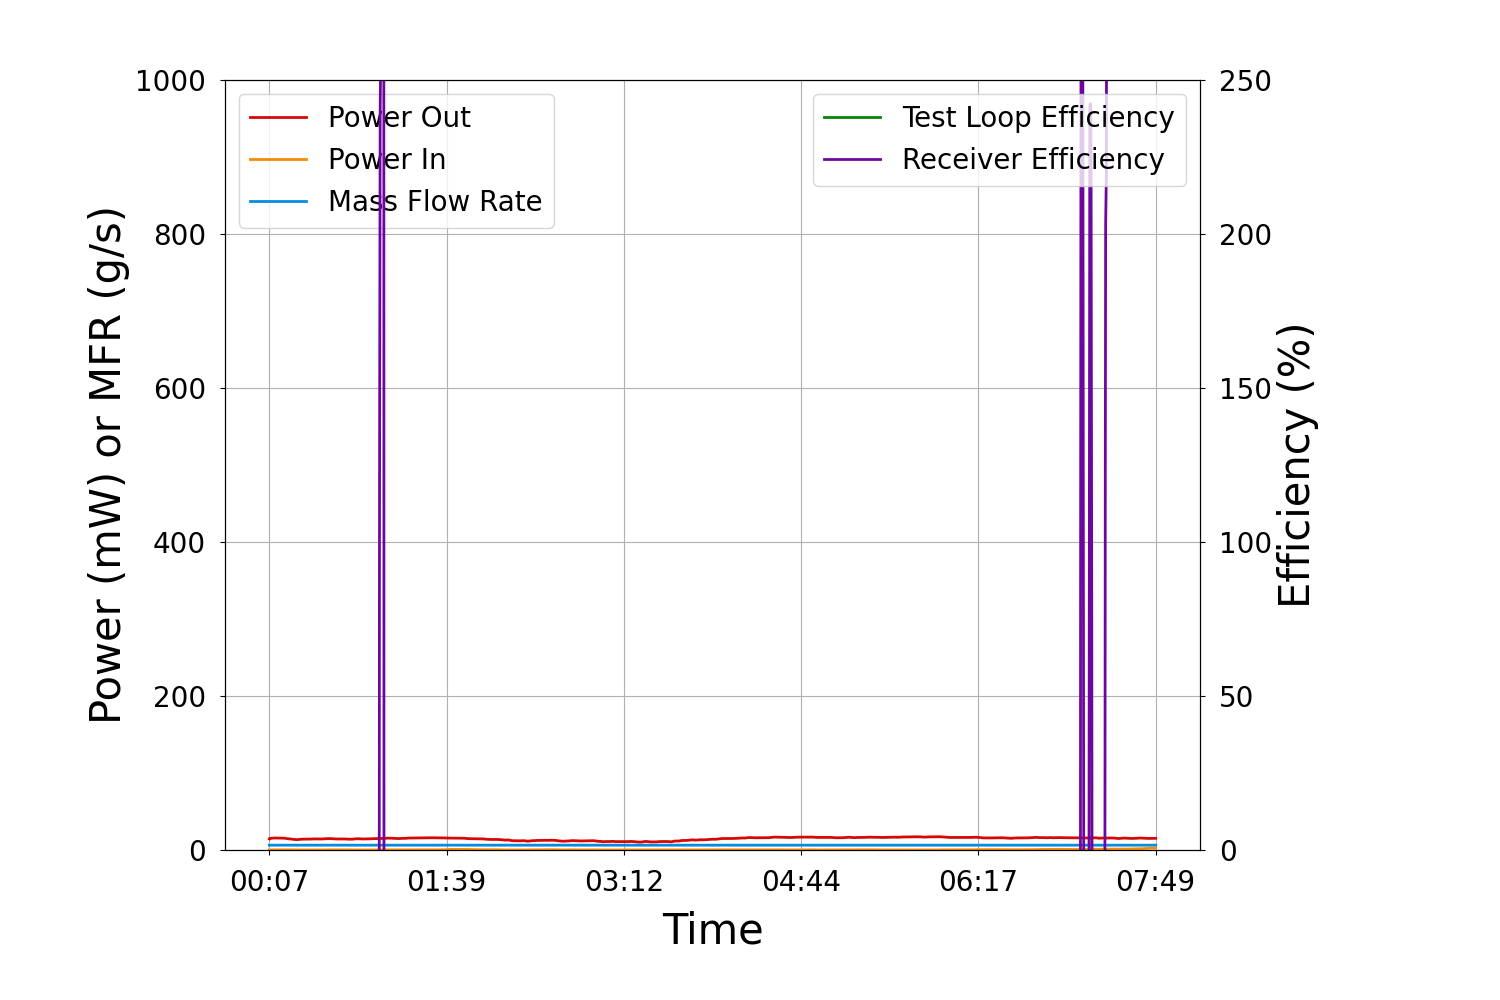 1000
800
600
400
200
0
Power (mW) or MFR (g/s)
Power Out
Power In
Mass Flow Rate
Test Loop Efficiency
Receiver Efficiency
250
200
150
100
50
0
Efficiency (%)
00:07 01:39 03:12 04:44 06:17 07:49
Time